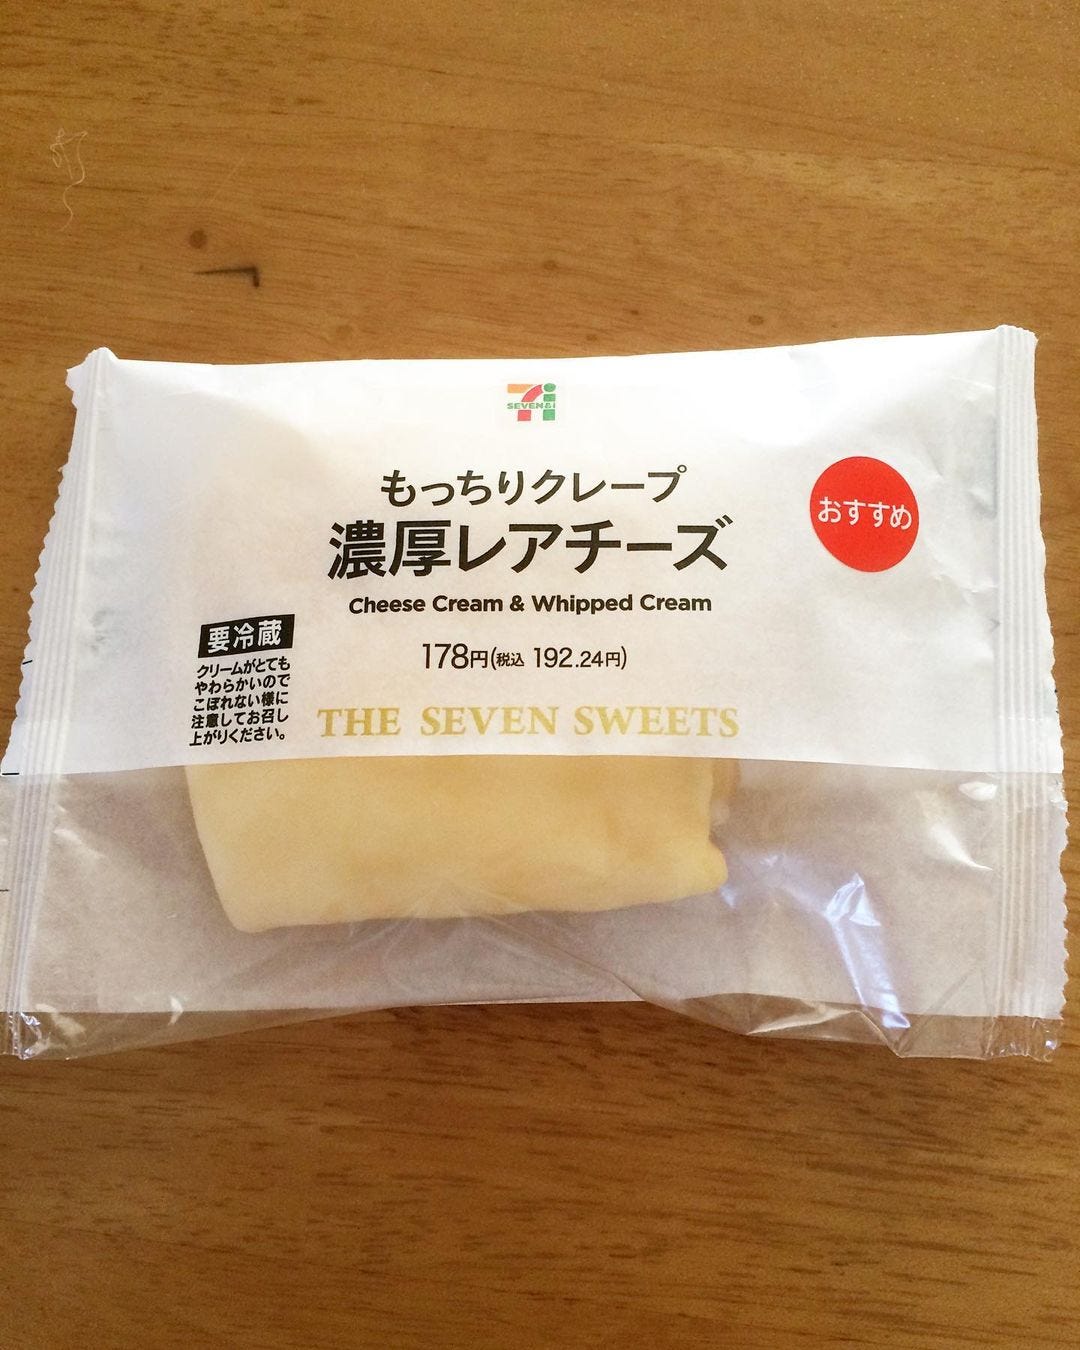 SEVEN&i
もっちりクレープ
濃厚レアチーズ
Cheese Cream & Whipped Cream
178円(税込 192.24円)
THE SEVEN SWEETS
おすすめ
要冷蔵
クリームがとても
やわらかいので
こぼれない様に
注意してお召し
上がりください。